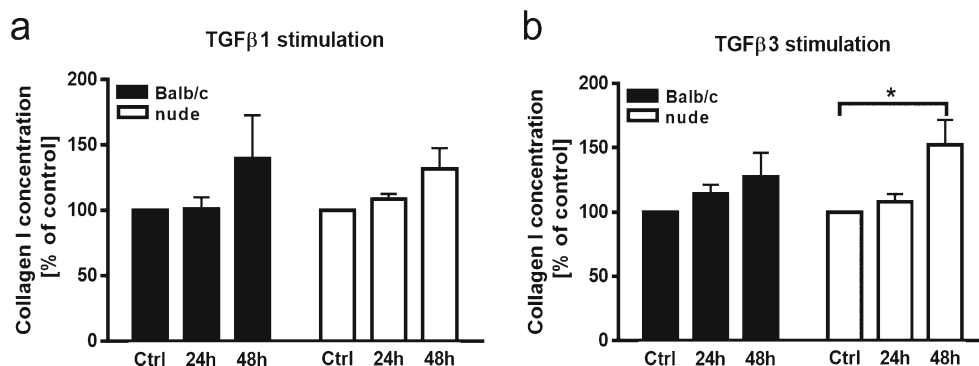 a
TGFβ1 stimulation
Collagen I concentration
[% of control]
200
150
100
50
0
Balb/c
nude
Ctrl 24h 48h Ctrl 24h 48h
b
TGFβ3 stimulation
Collagen I concentration
[% of control]
200
150
100
50
0
Balb/c
nude
*
Ctrl 24h 48h Ctrl 24h 48h